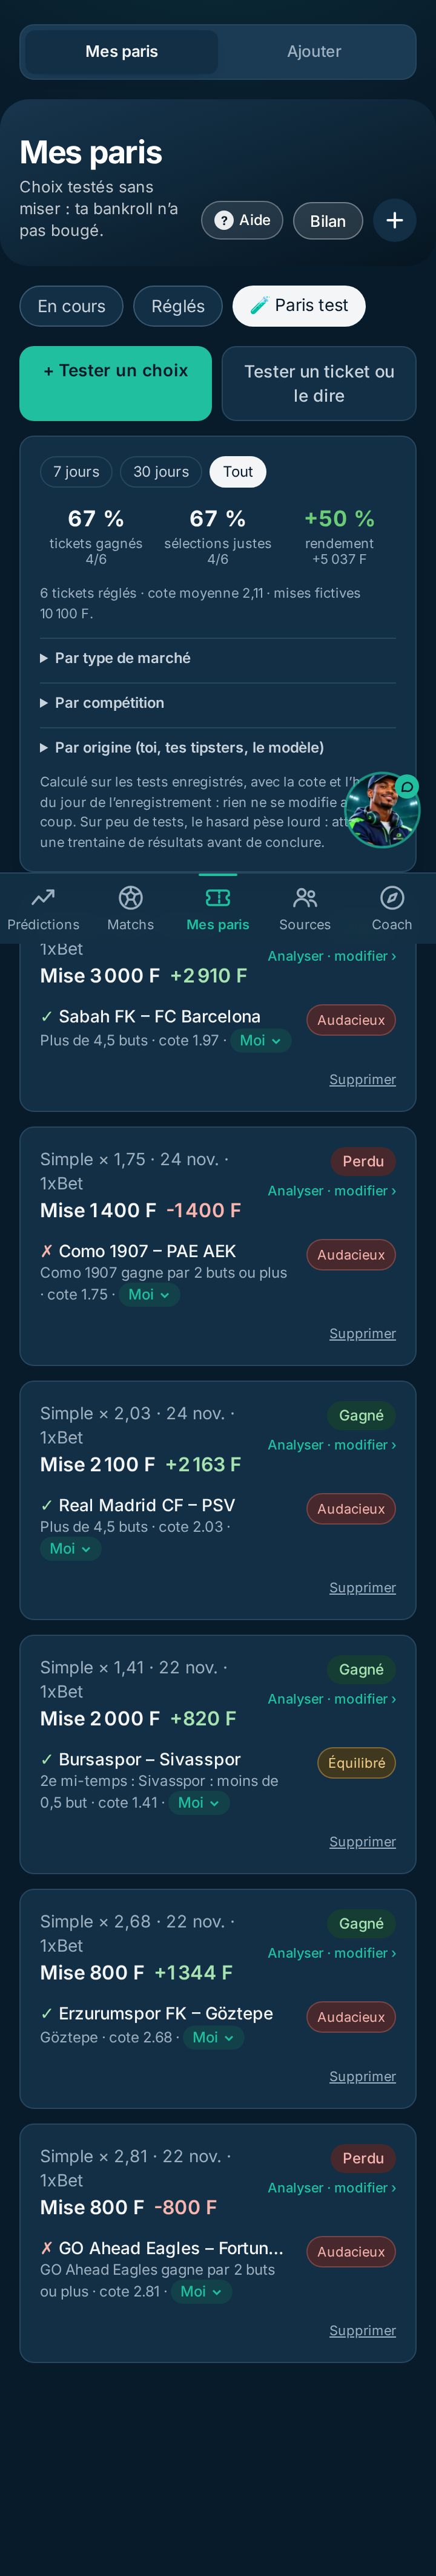 Mes paris
Ajouter
Mes paris
Choix testés sans
miser : ta bankroll n’a
pas bougé.
? Aide
Bilan
+
En cours
Réglés
🧪 Paris test
+ Tester un choix
Tester un ticket ou
le dire
7 jours
30 jours
Tout
67 %
67 %
+50 %
tickets gagnés
sélections justes
rendement
4/6
4/6
+5 037 F
6 tickets réglés · cote moyenne 2,11 · mises fictives
10 100 F.
▶ Par type de marché
▶ Par compétition
▶ Par origine (toi, tes tipsters, le modèle)
Calculé sur les tests enregistrés, avec la cote et
du jour de l’enregistrement : rien ne se modifie
coup. Sur peu de tests, le hasard pèse lourd :
une trentaine de résultats avant de conclure.
Prédictions
Matchs
Mes paris
Sources
Coach
1xBet
Analyser · modifier ›
Mise 3 000 F +2 910 F
✓ Sabah FK – FC Barcelona
Audacieux
Plus de 4,5 buts · cote 1.97 · Moi
Supprimer
Simple × 1,75 · 24 nov. ·
Perdu
1xBet
Analyser · modifier ›
Mise 1 400 F -1 400 F
✗ Como 1907 – PAE AEK
Audacieux
Como 1907 gagne par 2 buts ou plus
· cote 1.75 · Moi
Supprimer
Simple × 2,03 · 24 nov. ·
Gagné
1xBet
Analyser · modifier ›
Mise 2 100 F +2 163 F
✓ Real Madrid CF – PSV
Audacieux
Plus de 4,5 buts · cote 2.03 ·
Moi
Supprimer
Simple × 1,41 · 22 nov. ·
Gagné
1xBet
Analyser · modifier ›
Mise 2 000 F +820 F
✓ Bursaspor – Sivasspor
Équilibré
2e mi-temps : Sivasspor : moins de
0,5 but · cote 1.41 · Moi
Supprimer
Simple × 2,68 · 22 nov. ·
Gagné
1xBet
Analyser · modifier ›
Mise 800 F +1 344 F
✓ Erzurumspor FK – Göztepe
Audacieux
Göztepe · cote 2.68 · Moi
Supprimer
Simple × 2,81 · 22 nov. ·
Perdu
1xBet
Analyser · modifier ›
Mise 800 F -800 F
✗ GO Ahead Eagles – Fortun...
Audacieux
GO Ahead Eagles gagne par 2 buts
ou plus · cote 2.81 · Moi
Supprimer